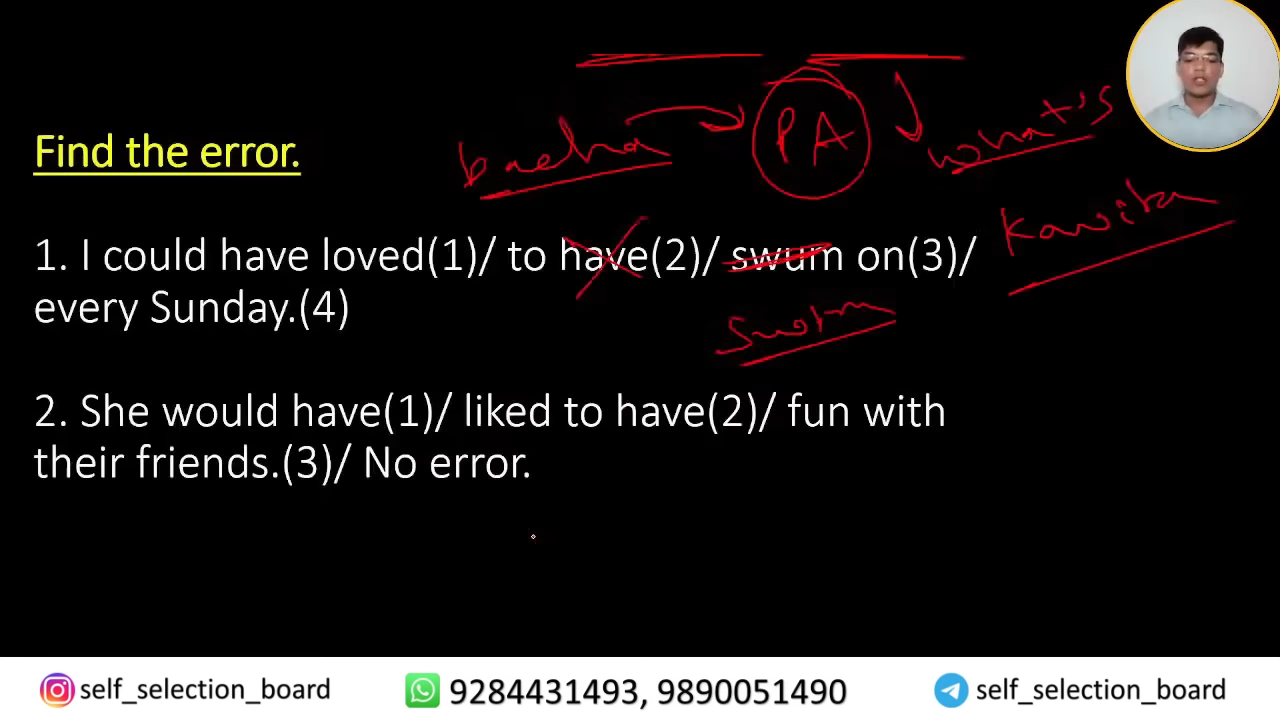 bacha PA what's
Find the error.
Kavita
1. I could have loved(1)/ to have(2)/ swum on(3)/
every Sunday.(4)
swim
2. She would have(1)/ liked to have(2)/ fun with
their friends.(3)/ No error.
self_selection_board 9284431493, 9890051490 self_selection_board